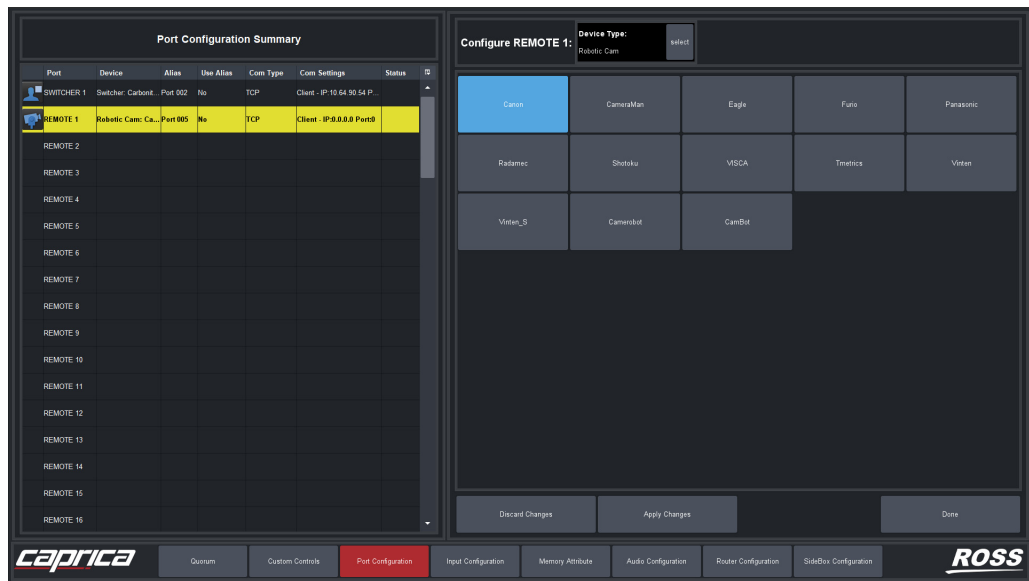 Port Configuration Summary
Port Device Alias Use Alias Com Type Com Settings Status
SWITCHER 1 Switcher: Carbonit... Port 002 No TCP Client - IP:10.64.90.54 P...
REMOTE 1 Robotic Cam: Ca... Port 005 No TCP Client - IP:0.0.0.0 Port:0
REMOTE 2
REMOTE 3
REMOTE 4
REMOTE 5
REMOTE 6
REMOTE 7
REMOTE 8
REMOTE 9
REMOTE 10
REMOTE 11
REMOTE 12
REMOTE 13
REMOTE 14
REMOTE 15
REMOTE 16
Configure REMOTE 1:
Device Type:
Robotic Cam
select
Canon CameraMan Eagle Furio Panasonic
Radamec Shotoku VISCA Tmetrics Vinten
Vinten_S Camerobot CamBot
Discard Changes Apply Changes Done
caprica Quorum Custom Controls Port Configuration Input Configuration Memory Attribute Audio Configuration Router Configuration SideBox Configuration ROSS